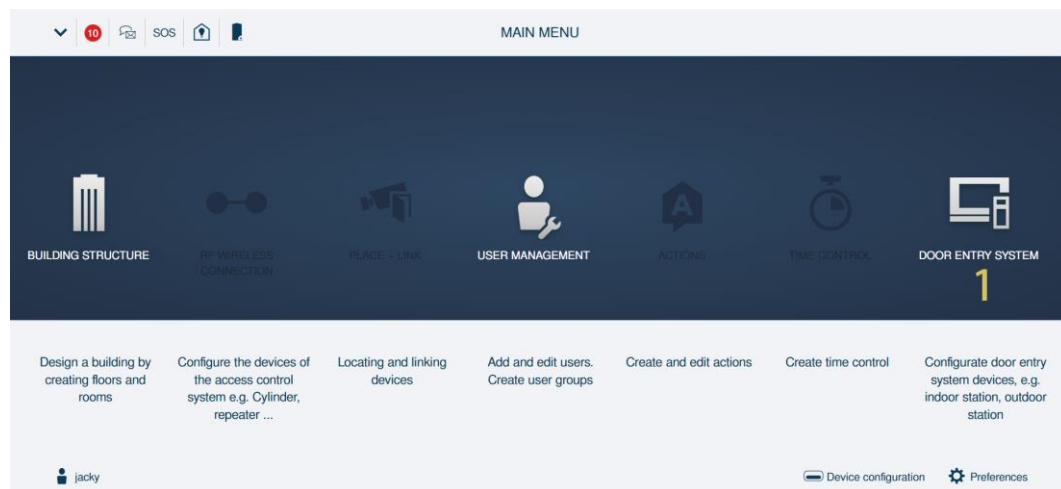 10
SOS
MAIN MENU
BUILDING STRUCTURE
RF WIRELESS
CONNECTION
PLACE + LINK
USER MANAGEMENT
ACTIONS
TIME CONTROL
DOOR ENTRY SYSTEM
1
Design a building by
creating floors and
rooms
Configure the devices of
the access control
system e.g. Cylinder,
repeater ...
Locating and linking
devices
Add and edit users.
Create user groups
Create and edit actions
Create time control
Configurate door entry
system devices, e.g.
indoor station, outdoor
station
jacky
Device configuration
Preferences